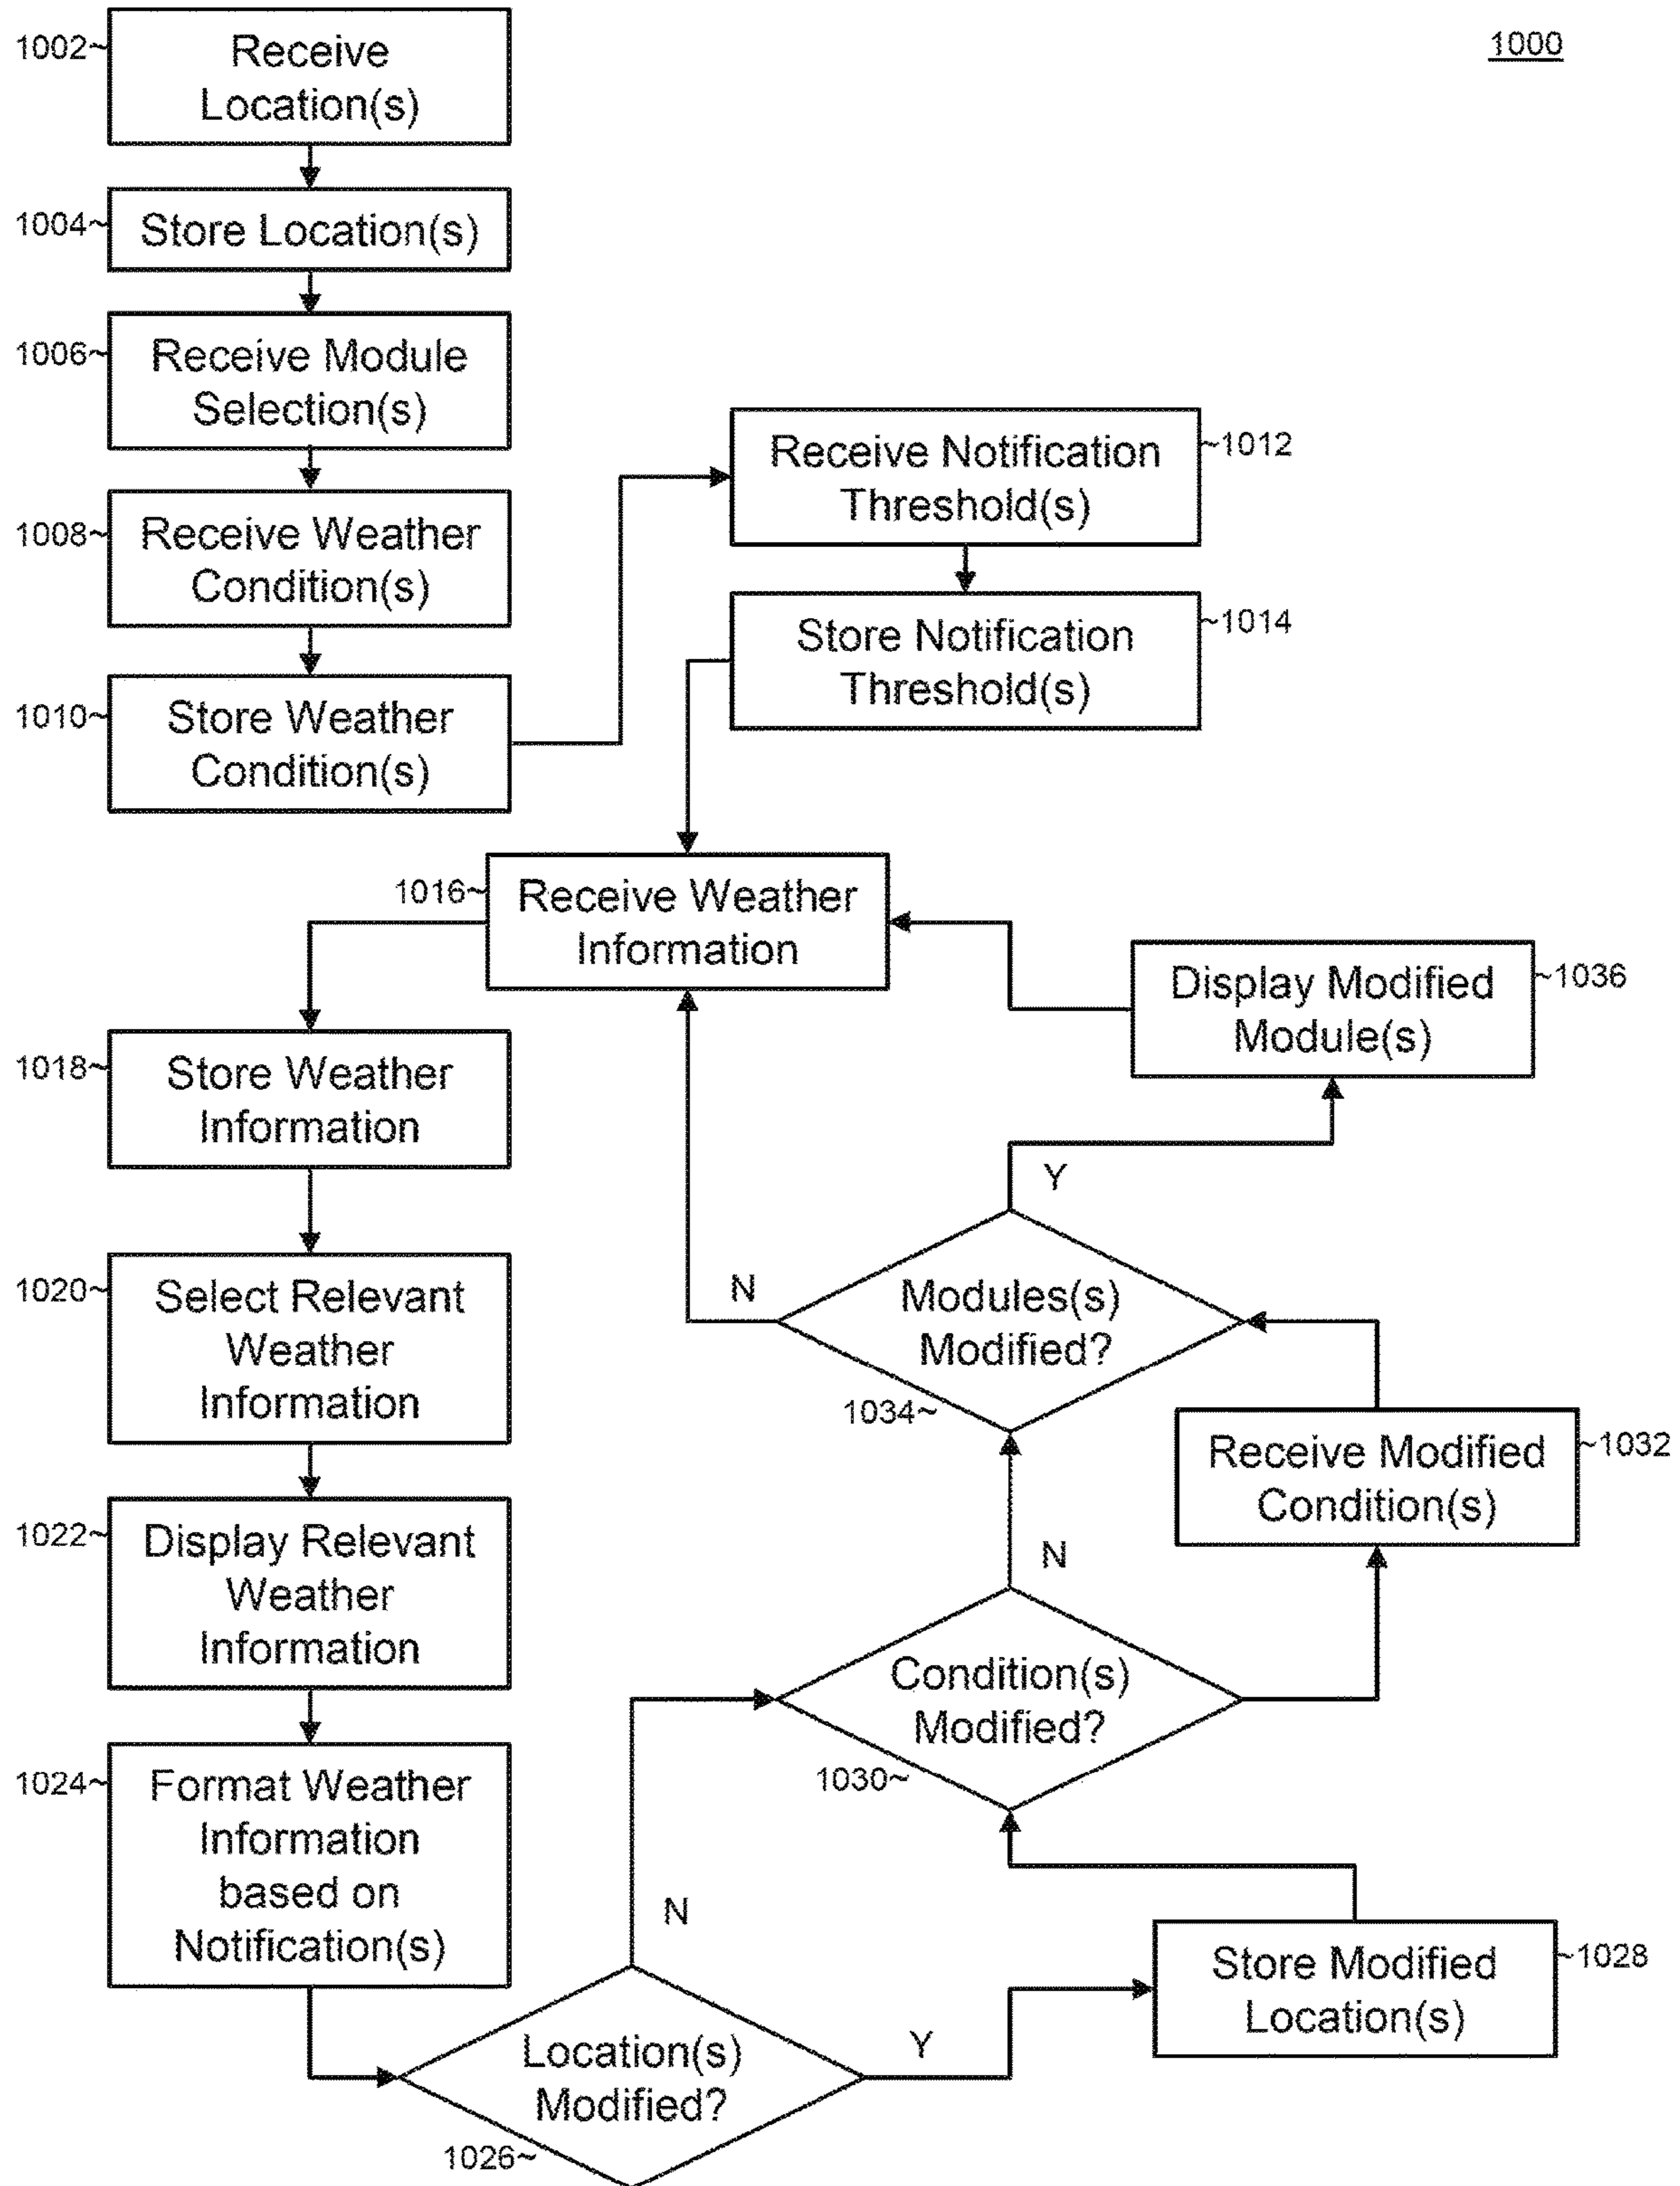 1000
1002~
Receive
Location(s)
1004~
Store Location(s)
1006~
Receive Module
Selection(s)
1008~
Receive Weather
Condition(s)
1010~
Store Weather
Condition(s)
Receive Notification
Threshold(s)
~1012
Store Notification
Threshold(s)
~1014
1016~
Receive Weather
Information
1018~
Store Weather
Information
1020~
Select Relevant
Weather
Information
1022~
Display Relevant
Weather
Information
1024~
Format Weather
Information
based on
Notification(s)
Location(s)
Modified?
1026~
N
Y
Store Modified
Location(s)
~1028
Condition(s)
Modified?
1030~
N
Receive Modified
Condition(s)
~1032
Modules(s)
Modified?
1034~
N
Y
Display Modified
Module(s)
~1036